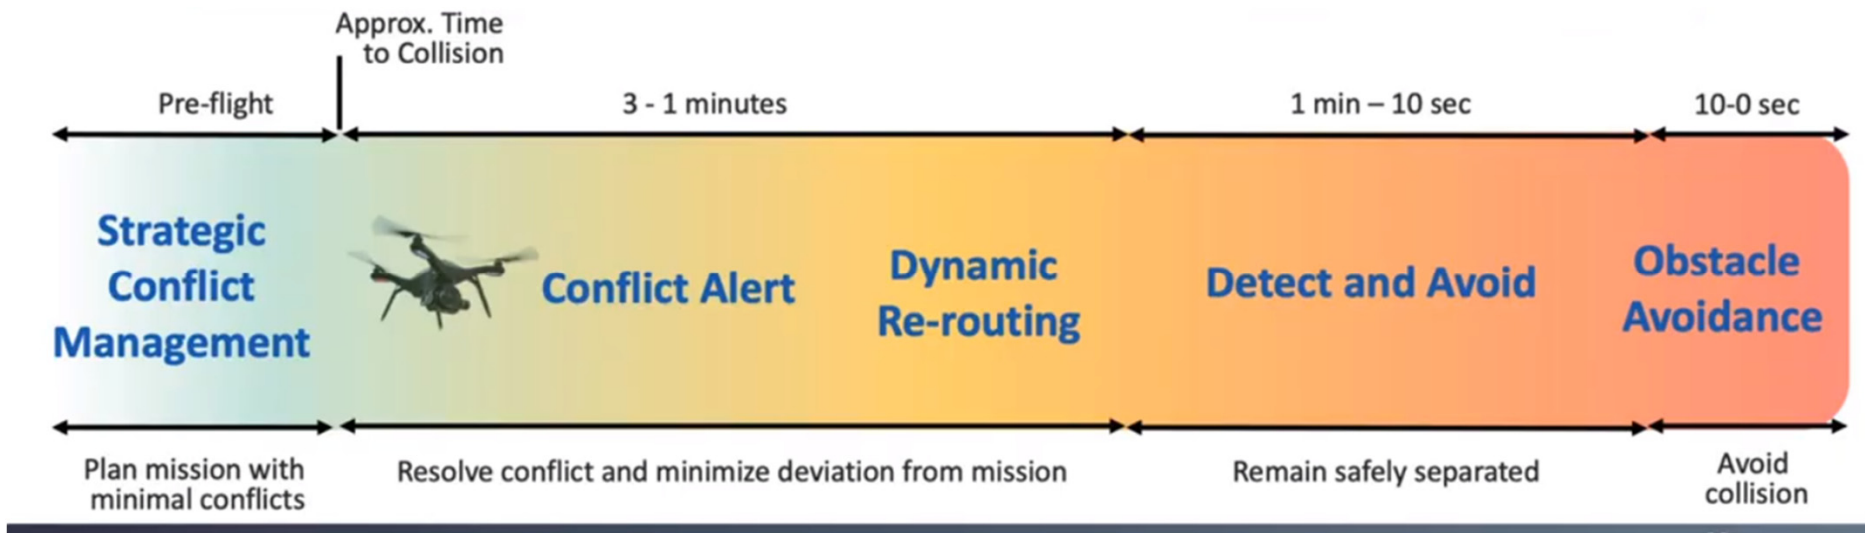 Approx. Time
to Collision
Pre-flight
3 - 1 minutes
1 min – 10 sec
10-0 sec
Strategic
Conflict
Management
Conflict Alert
Dynamic
Re-routing
Detect and Avoid
Obstacle
Avoidance
Plan mission with
minimal conflicts
Resolve conflict and minimize deviation from mission
Remain safely separated
Avoid
collision